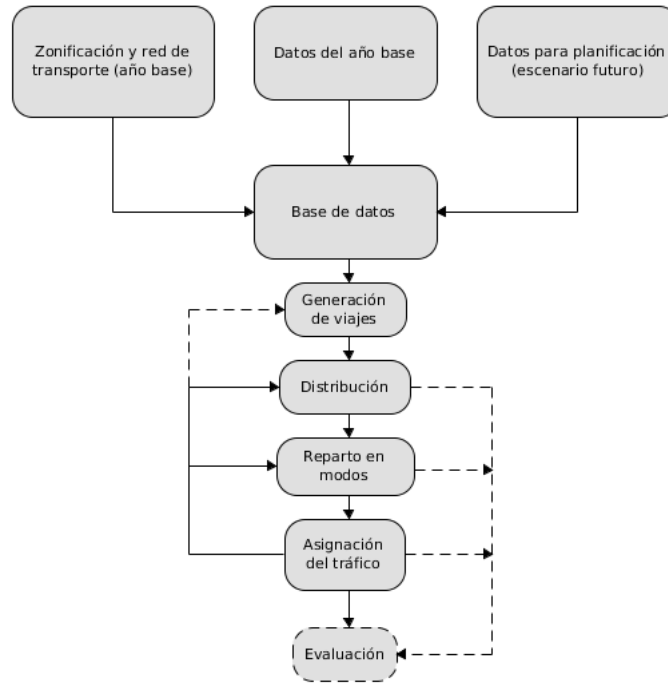 Zonificación y red de
transporte (año base)
Datos del año base
Datos para planificación
(escenario futuro)
Base de datos
Generación
de viajes
Distribución
Reparto en
modos
Asignación
del tráfico
Evaluación